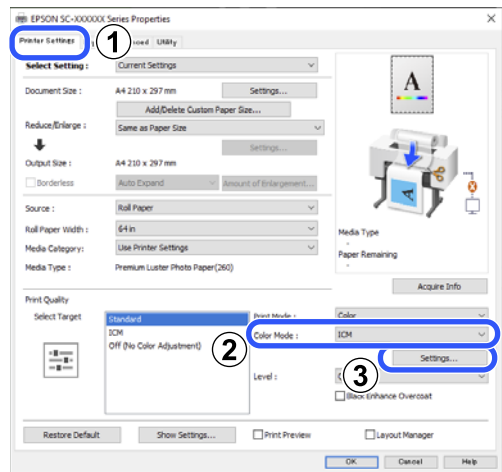 EPSON SC-XXXXXX Series Properties
Printer Settings
1
Utility
Select Setting :
Current Settings
Document Size :
A4 210 x 297 mm
Settings...
Add/Delete Custom Paper Size...
Reduce/Enlarge :
Same as Paper Size
Settings...
Output Size :
A4 210 x 297 mm
Borderless
Auto Expand
Amount of Enlargement...
Source :
Roll Paper
Roll Paper Width :
64 in
Media Category:
Use Printer Settings
Media Type :
Premium Luster Photo Paper(260)
A
A
Media Type
-
Paper Remaining
-
Acquire Info
Print Quality
Select Target
Standard
ICM
Off (No Color Adjustment)
Print Mode :
Color
2
Color Mode :
ICM
Settings...
3
Level :
Black Enhance Overcoat
Restore Default
Show Settings...
Print Preview
Layout Manager
OK
Cancel
Help